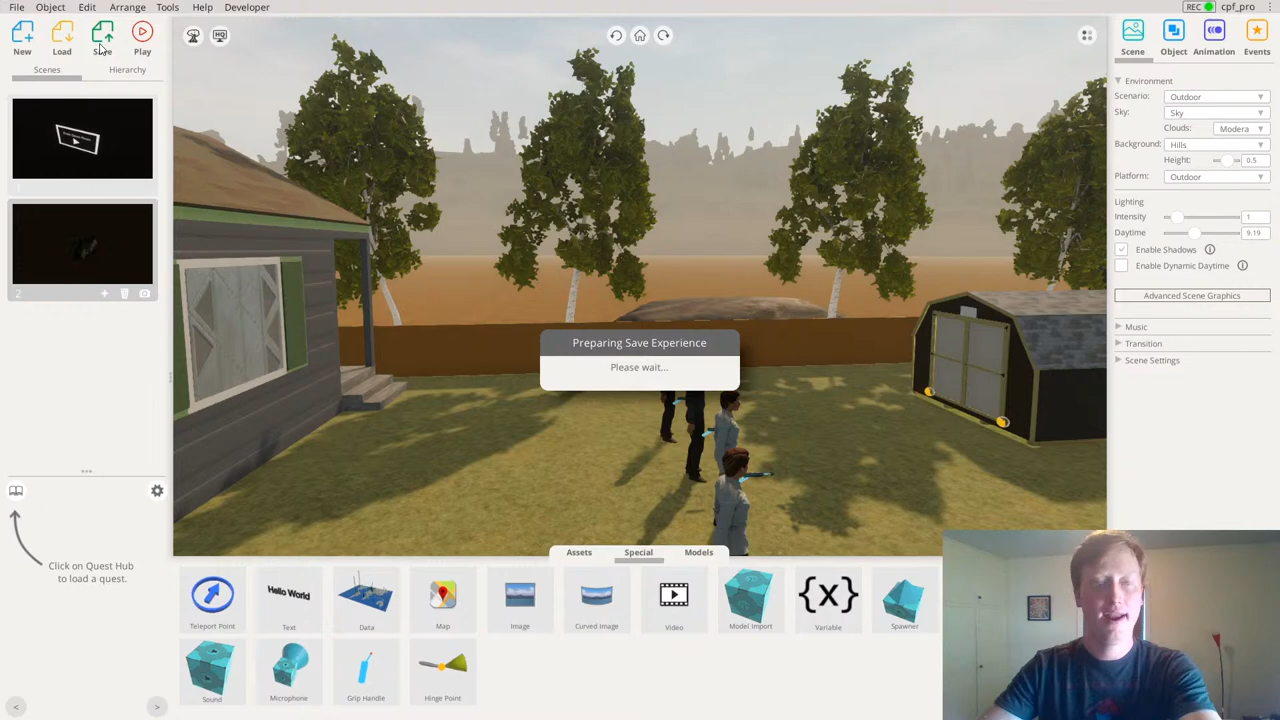 File Object Edit Arrange Tools Help Developer
REC cpf_pro
New Load Save Play
Scene Object Animation Events
Scenes Hierarchy
Environment
Scenario: Outdoor
Sky: Sky
Clouds: Modera
Background: Hills
Height: 0.5
Platform: Outdoor
Lighting
Intensity 1
Daytime 9.19
Enable Shadows
Enable Dynamic Daytime
Advanced Scene Graphics
Music
Transition
Scene Settings
1
2
Preparing Save Experience
Please wait...
Click on Quest Hub
to load a quest.
Assets Special Models
Hello World
{x}
Teleport Point Text Data Map Image Curved Image Video Model Import Variable Spawner
Sound Microphone Grip Handle Hinge Point
< >
HQ